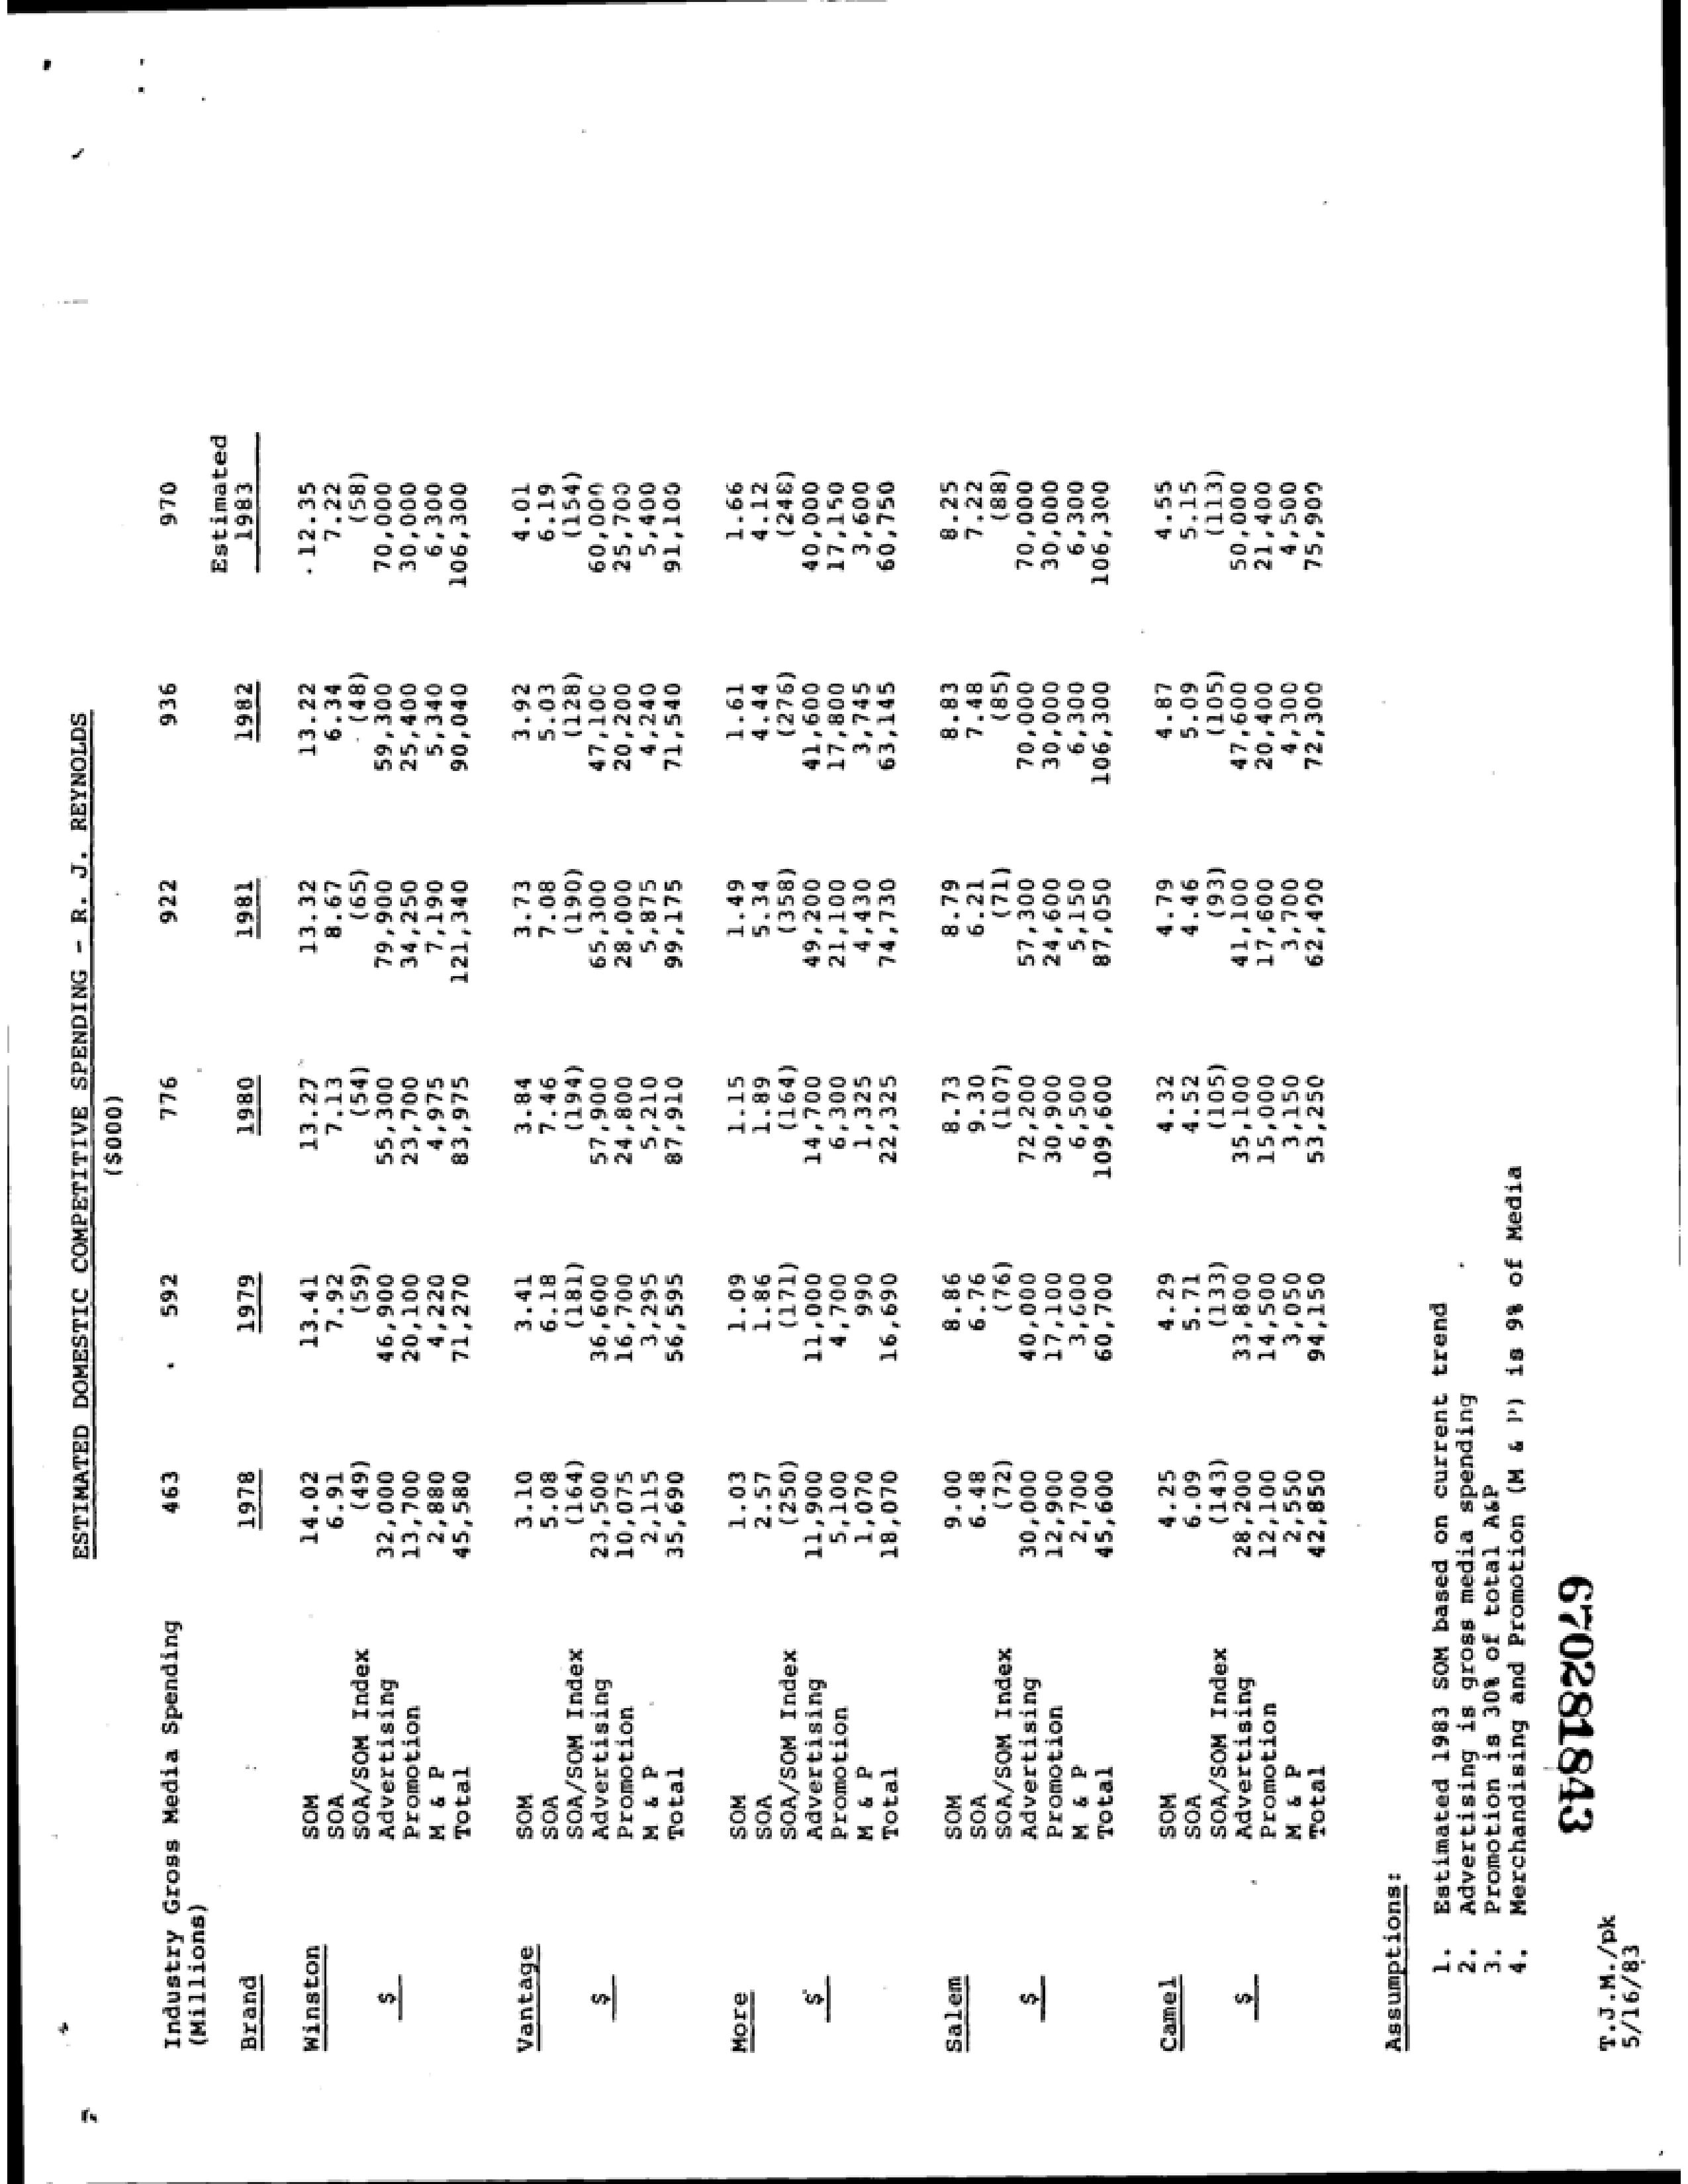 ESTIMATED DOMESTIC COMPETITIVE SPENDING - R. J. REYNOLDS
($000)
Industry Gross Media Spending 463 592 776 922 936 970
(Millions)
Estimated
Brand 1978 1979 1980 1981 1982 1983
Winston SOM 14.02 13.41 13.27 13.32 13.22 12.35
SOA 6.91 7.92 7.13 8.67 6.34 7.22
SOA/SOM Index (49) (59) (54) (65) (48) (58)
$ Advertising 32,000 46,900 55,300 79,900 59,300 70,000
Promotion 13,700 20,100 23,700 34,250 25,400 30,000
M & P 2,880 4,220 4,975 7,190 5,340 6,300
Total 45,580 71,270 83,975 121,340 90,040 106,300
Vantage SOM 3.10 3.41 3.84 3.73 3.92 4.01
SOA 5.08 6.18 7.46 7.08 5.03 6.19
SOA/SOM Index (164) (181) (194) (190) (128) (154)
$ Advertising 23,500 36,600 57,900 65,300 47,100 60,000
Promotion 10,075 16,700 24,800 28,000 20,200 25,700
M & P 2,115 3,295 5,210 5,875 4,240 5,400
Total 35,690 56,595 87,910 99,175 71,540 91,100
More SOM 1.03 1.09 1.15 1.49 1.61 1.66
SOA 2.57 1.86 1.89 5.34 4.44 4.12
SOA/SOM Index (250) (171) (164) (358) (276) (248)
$ Advertising 11,900 11,000 14,700 49,200 41,600 40,000
Promotion 5,100 4,700 6,300 21,100 17,800 17,150
M & P 1,070 990 1,325 4,430 3,745 3,600
Total 18,070 16,690 22,325 74,730 63,145 60,750
Salem SOM 9.00 8.86 8.73 8.79 8.83 8.25
SOA 6.48 6.76 9.30 6.21 7.48 7.22
SOA/SOM Index (72) (76) (107) (71) (85) (88)
$ Advertising 30,000 40,000 72,200 57,300 70,000 70,000
Promotion 12,900 17,100 30,900 24,600 30,000 30,000
M & P 2,700 3,600 6,500 5,150 6,300 6,300
Total 45,600 60,700 109,600 87,050 106,300 106,300
Camel SOM 4.25 4.29 4.32 4.79 4.87 4.55
SOA 6.09 5.71 4.52 4.46 5.09 5.15
SOA/SOM Index (143) (133) (105) (93) (105) (113)
$ Advertising 28,200 33,800 35,100 41,100 47,600 50,000
Promotion 12,100 14,500 15,000 17,600 20,400 21,400
M & P 2,550 3,050 3,150 3,700 4,300 4,500
Total 42,850 94,150 53,250 62,400 72,300 75,900
Assumptions:
1. Estimated 1983 SOM based on current trend
2. Advertising is gross media spending
3. Promotion is 30% of total A&P
4. Merchandising and Promotion (M & P) is 9% of Media
670281843
T.J.M./pk
5/16/83